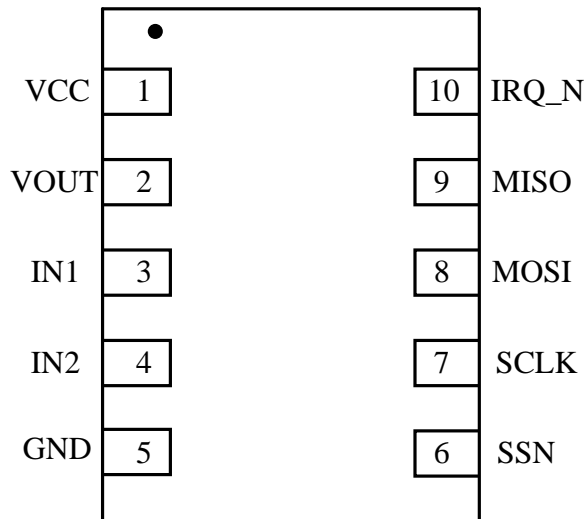 VCC 1 10 IRQ_N
VOUT 2 9 MISO
IN1 3 8 MOSI
IN2 4 7 SCLK
GND 5 6 SSN